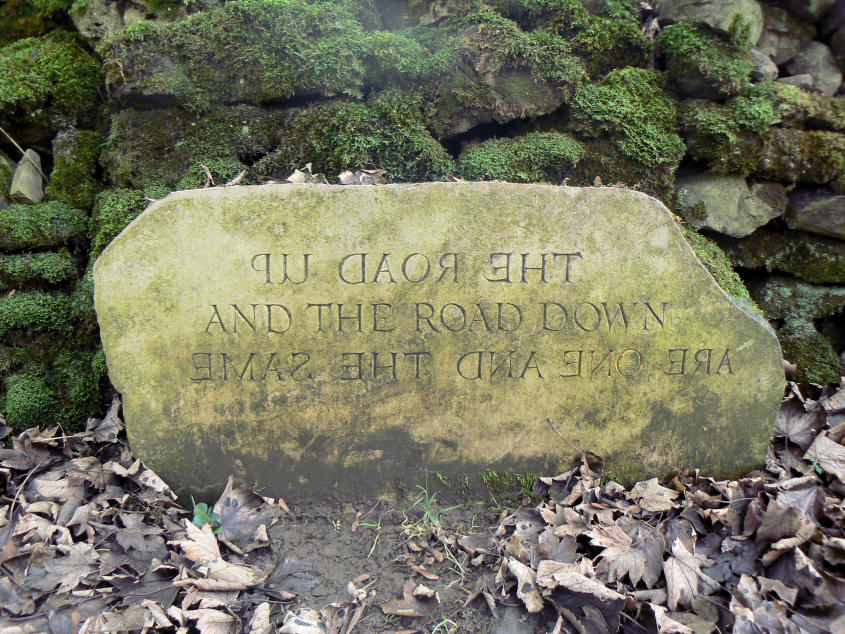 THE ROAD UP
AND THE ROAD DOWN
ARE ONE AND THE SAME